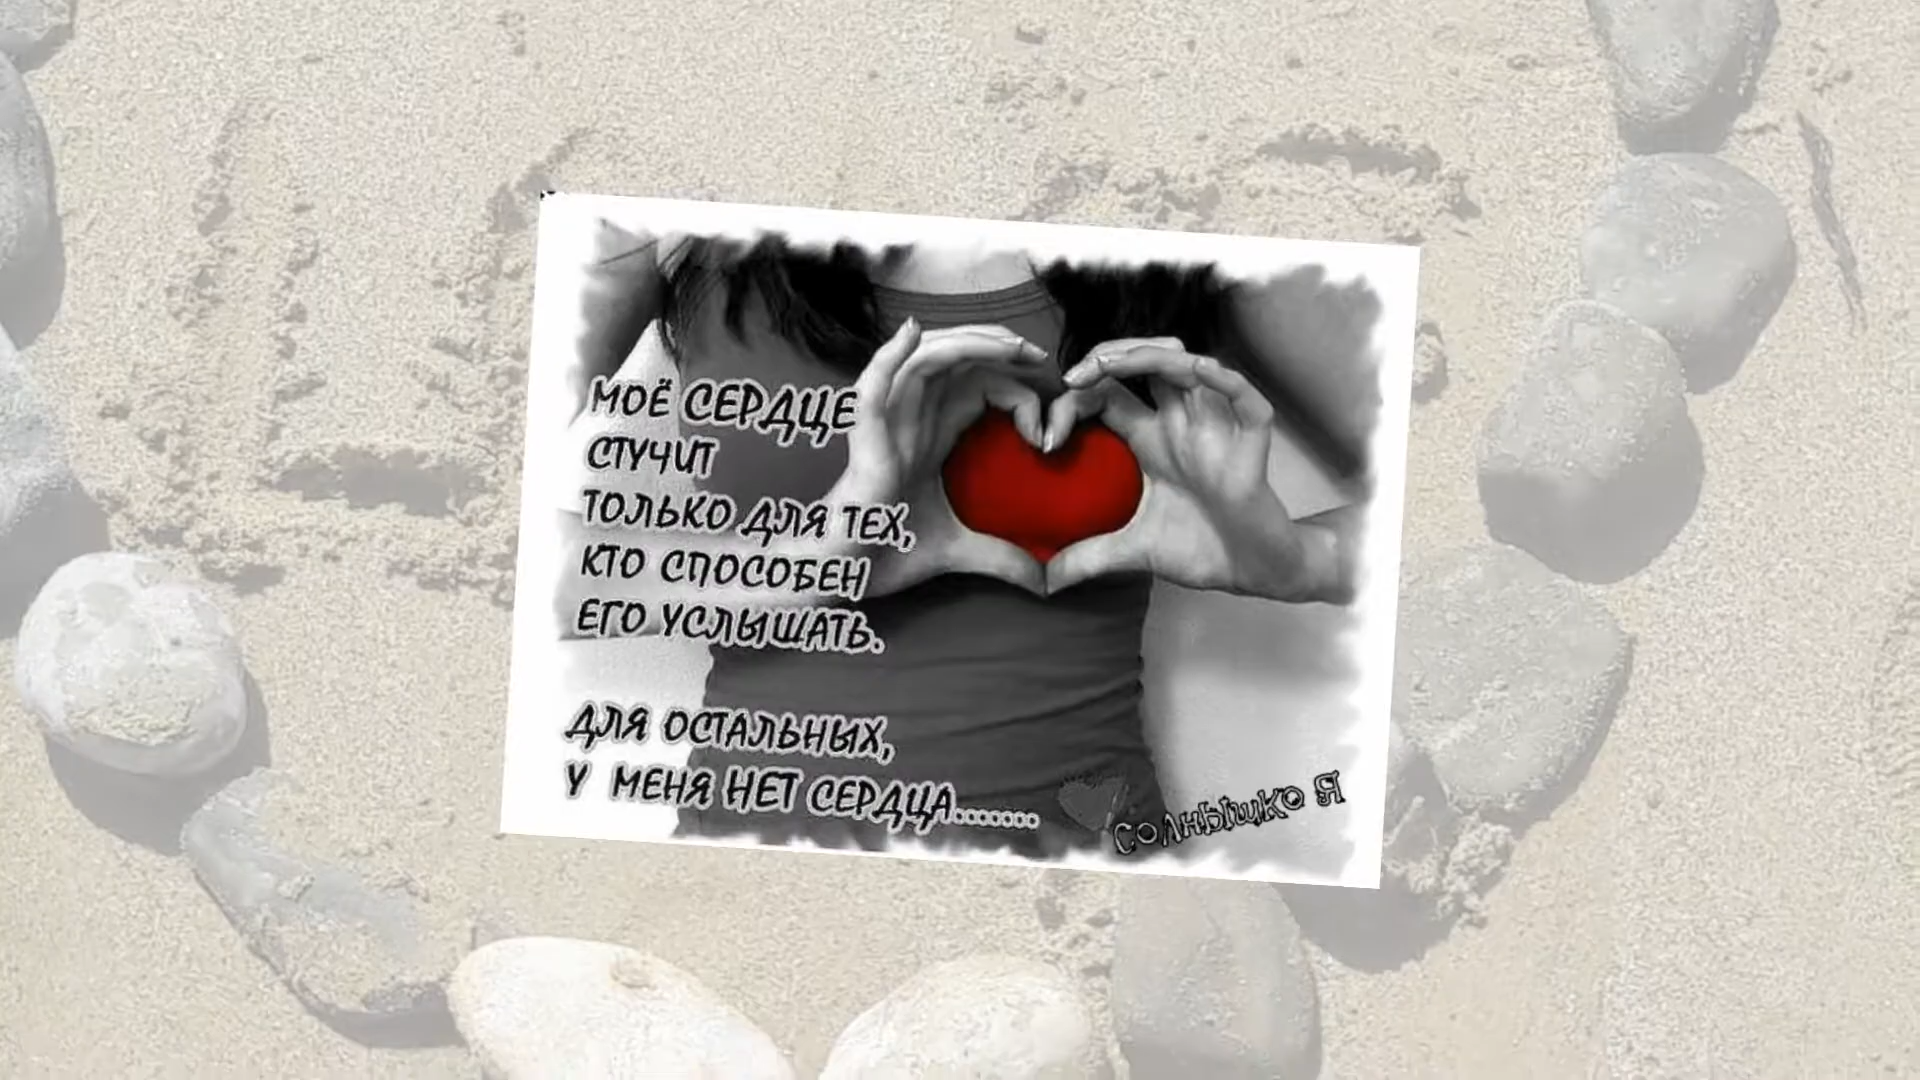 МОЁ СЕРДЦЕ
СТУЧИТ
ТОЛЬКО ДЛЯ ТЕХ,
КТО СПОСОБЕН
ЕГО УСЛЫШАТЬ.
ДЛЯ ОСТАЛЬНЫХ,
У МЕНЯ НЕТ СЕРДЦА.......
СОЛНЫШКО Я